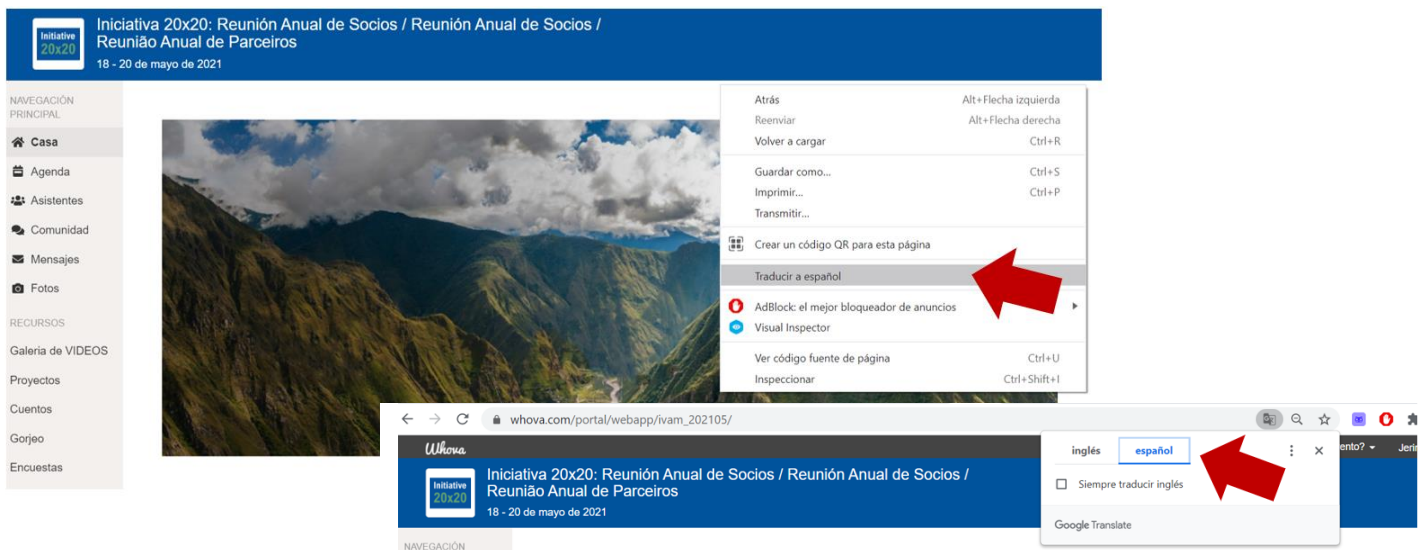 Initiative
20x20
Iniciativa 20x20: Reunión Anual de Socios / Reunión Anual de Socios /
Reunião Anual de Parceiros
18 - 20 de mayo de 2021
NAVEGACIÓN
PRINCIPAL
Casa
Agenda
Asistentes
Comunidad
Mensajes
Fotos
RECURSOS
Galeria de VIDEOS
Proyectos
Cuentos
Gorjeo
Encuestas
Atrás Alt+Flecha izquierda
Reenviar Alt+Flecha derecha
Volver a cargar Ctrl+R
Guardar como... Ctrl+S
Imprimir... Ctrl+P
Transmitir...
Crear un código QR para esta página
Traducir a español
AdBlock: el mejor bloqueador de anuncios
Visual Inspector
Ver código fuente de página Ctrl+U
Inspeccionar Ctrl+Shift+I
whova.com/portal/webapp/ivam_202105/
Whova
ento? Jerin
Initiative
20x20
Iniciativa 20x20: Reunión Anual de Socios / Reunión Anual de Socios /
Reunião Anual de Parceiros
18 - 20 de mayo de 2021
NAVEGACIÓN
inglés español
Siempre traducir inglés
Google Translate